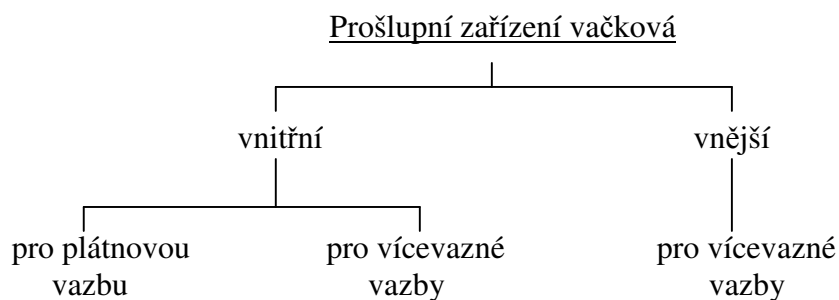 Prošlupní zařízení vačková
vnitřní
vnější
pro plátnovou
vazbu
pro vícevazné
vazby
pro vícevazné
vazby